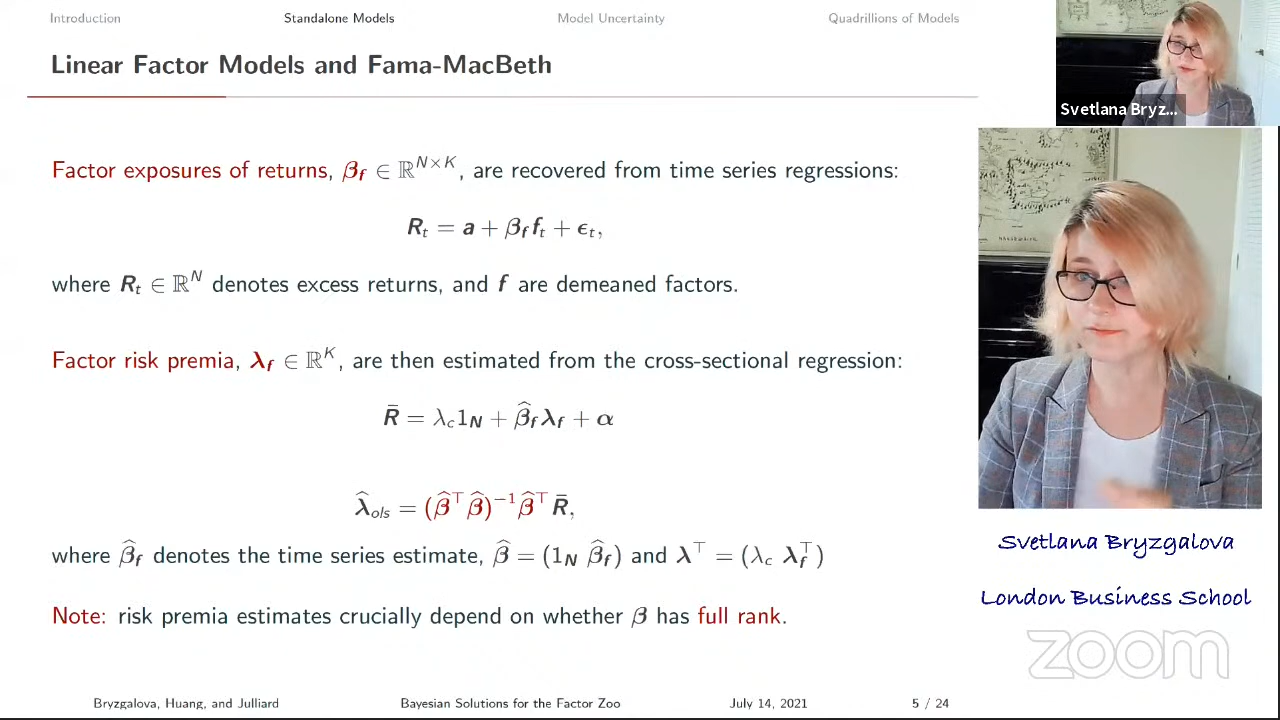 Introduction Standalone Models Model Uncertainty Quadrillions of Models
Linear Factor Models and Fama-MacBeth
Factor exposures of returns, β_f ∈ ℝ^{N×K}, are recovered from time series regressions:
R_t = a + β_f f_t + ϵ_t,
where R_t ∈ ℝ^N denotes excess returns, and f are demeaned factors.
Factor risk premia, λ_f ∈ ℝ^K, are then estimated from the cross-sectional regression:
R̄ = λ_c 1_N + β̂_f λ_f + α
λ̂_ols = (β̂^⊤ β̂)^{−1} β̂^⊤ R̄,
where β̂_f denotes the time series estimate, β̂ = (1_N β̂_f) and λ^⊤ = (λ_c λ_f^⊤)
Note: risk premia estimates crucially depend on whether β has full rank.
Bryzgalova, Huang, and Julliard Bayesian Solutions for the Factor Zoo July 14, 2021 5 / 24
Svetlana Bryz...
Svetlana Bryzgalova
London Business School
zoom